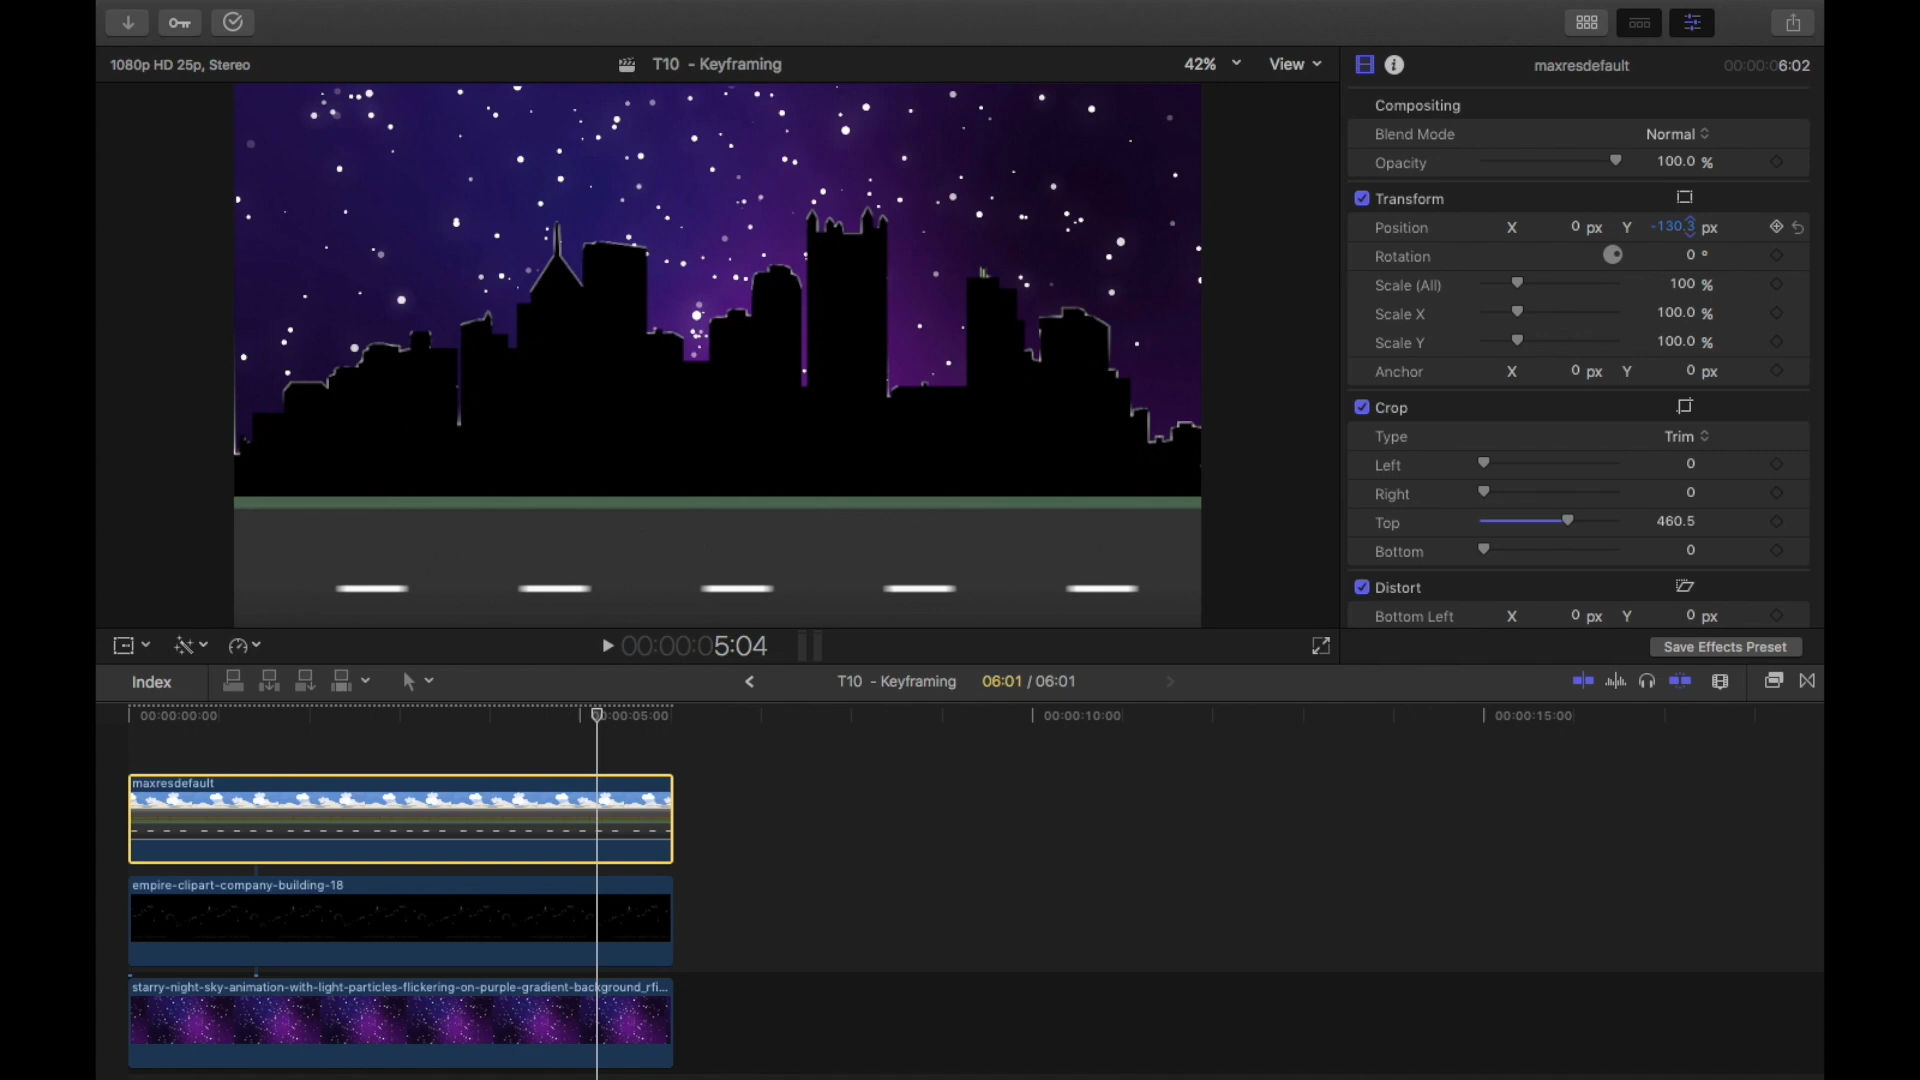 1080p HD 25p, Stereo
T10 - Keyframing
42%
View
maxresdefault
00:00:06:02
Compositing
Blend Mode
Normal
Opacity
100.0 %
Transform
Position X 0 px Y -130.3 px
Rotation
0 °
Scale (All)
100 %
Scale X
100.0 %
Scale Y
100.0 %
Anchor X 0 px Y 0 px
Crop
Type
Trim
Left
0
Right
0
Top
460.5
Bottom
0
Distort
Bottom Left X 0 px Y 0 px
00:00:05:04
Save Effects Preset
Index
T10 - Keyframing
06:01 / 06:01
00:00:00:00
00:00:05:00
00:00:10:00
00:00:15:00
maxresdefault
empire-clipart-company-building-18
starry-night-sky-animation-with-light-particles-flickering-on-purple-gradient-background_rfi...